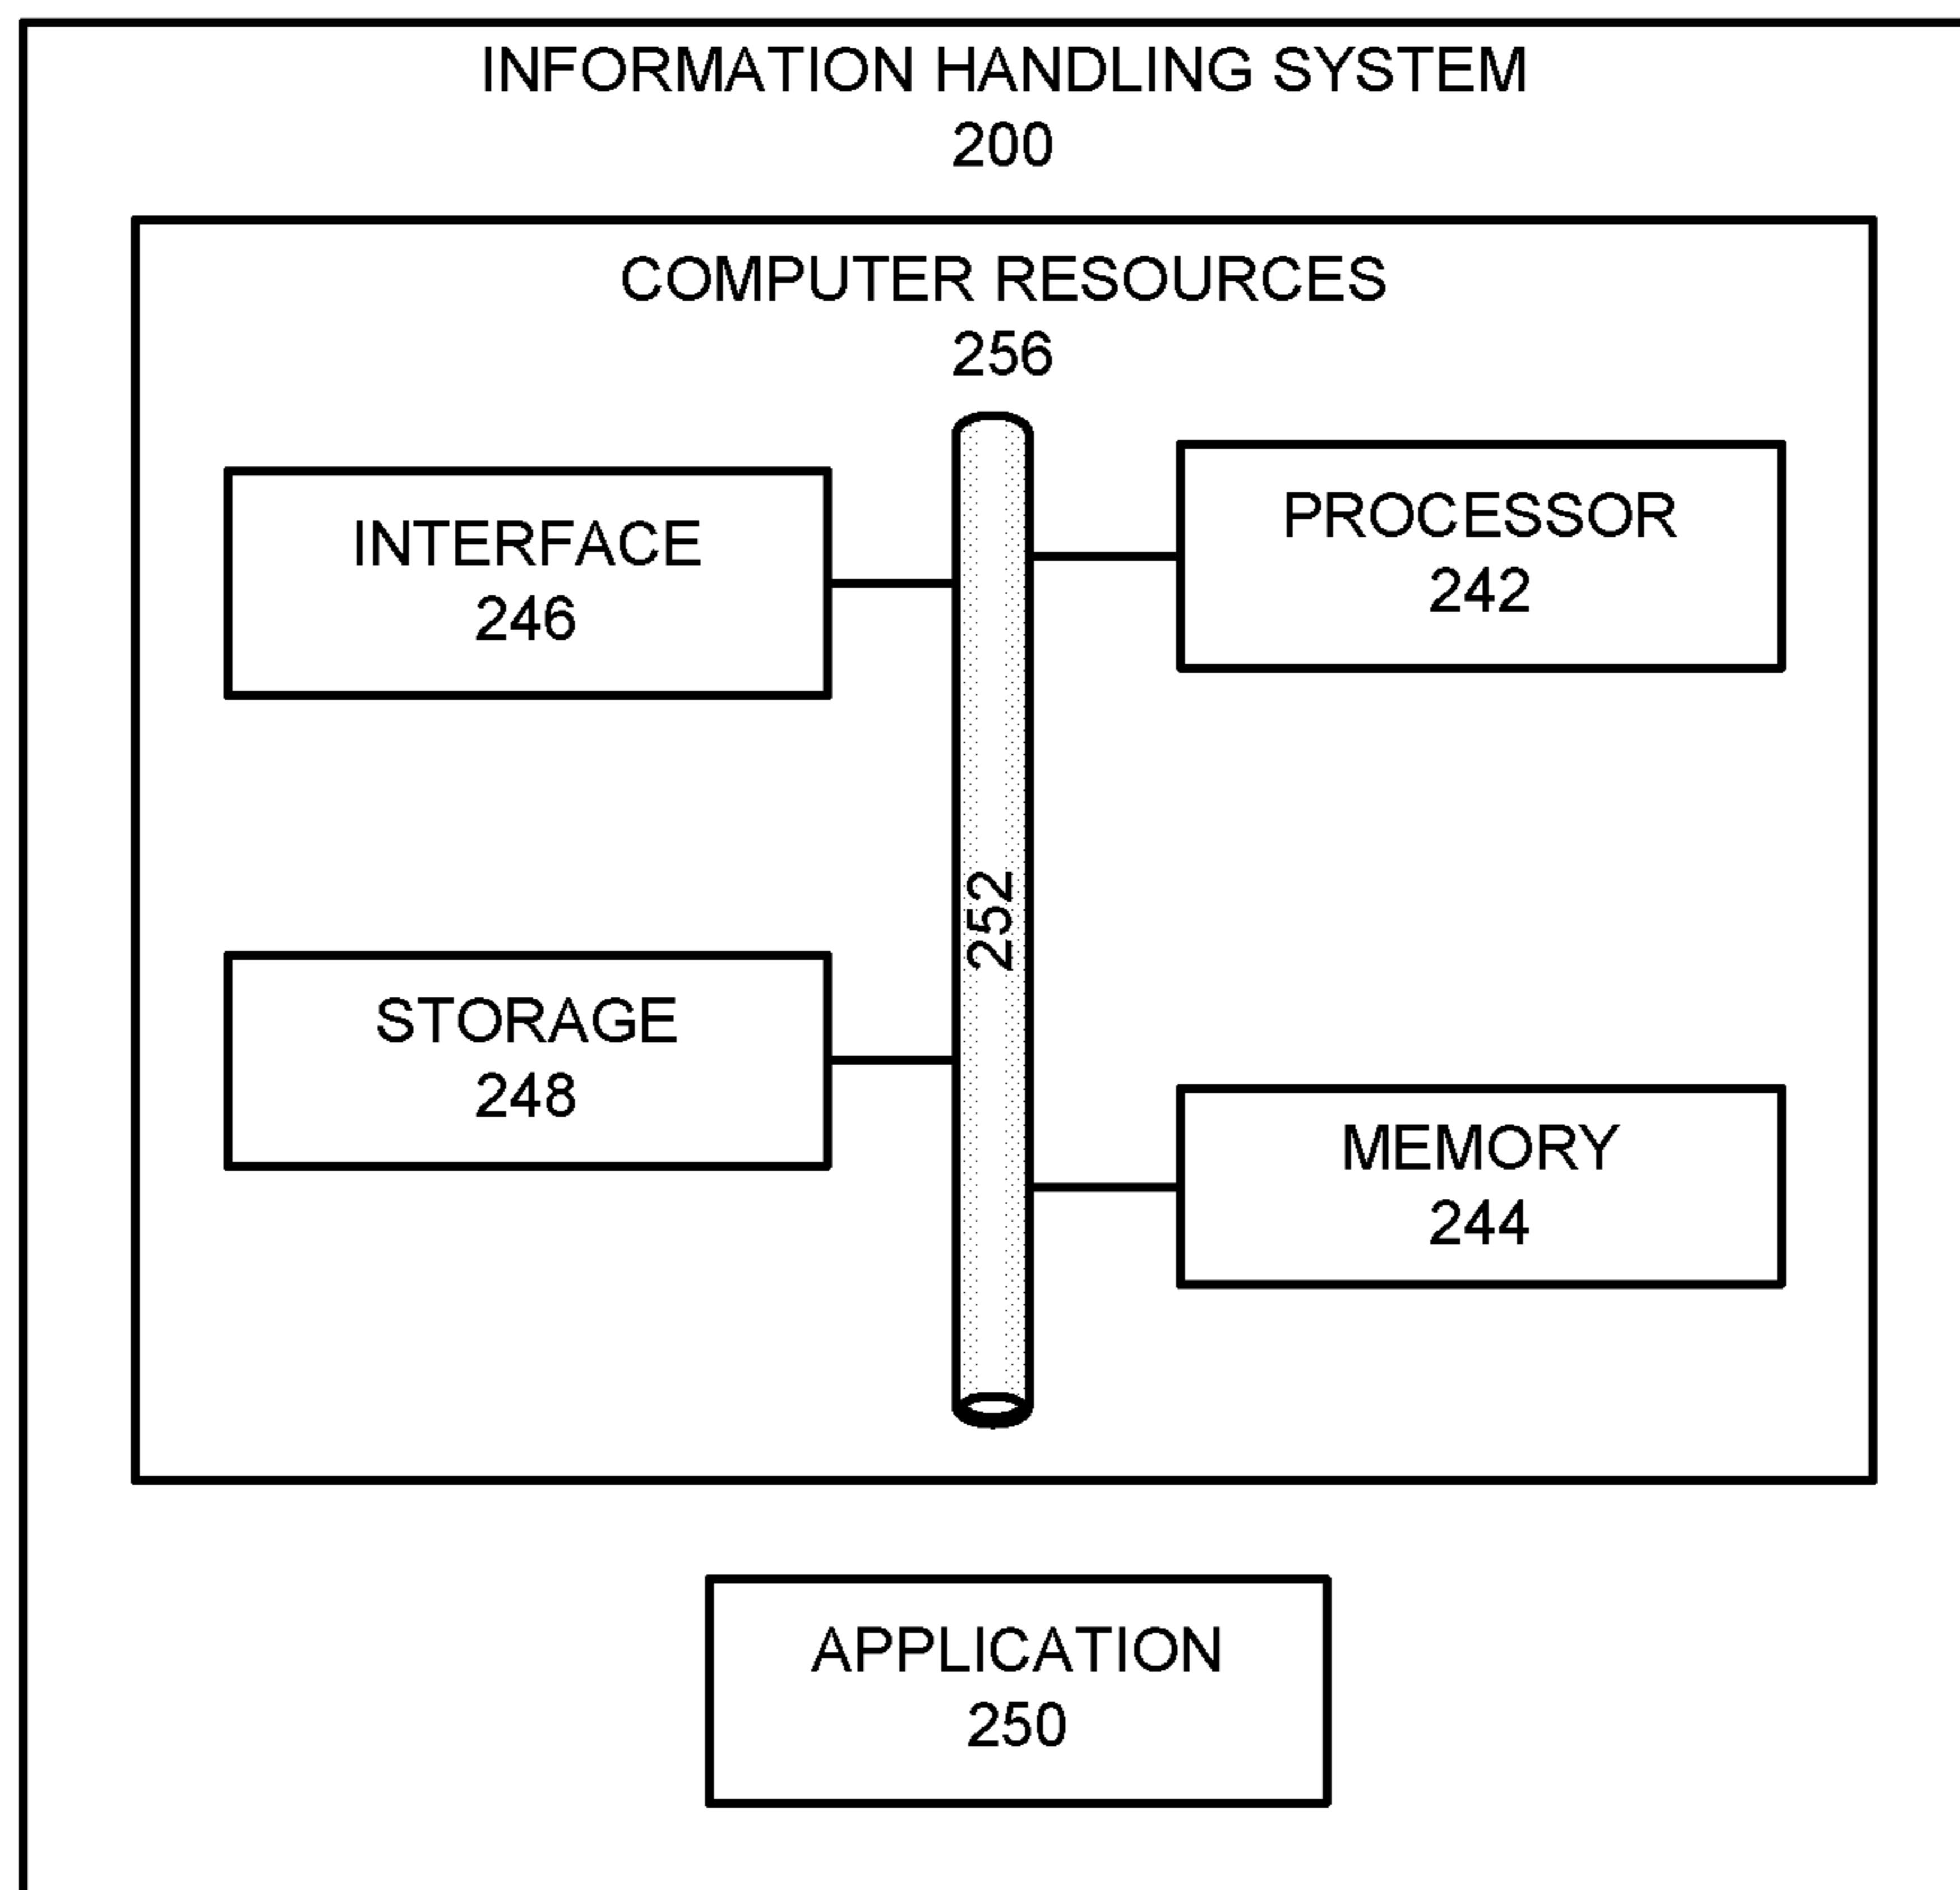 INFORMATION HANDLING SYSTEM
200
COMPUTER RESOURCES
256
INTERFACE
246
PROCESSOR
242
252
STORAGE
248
MEMORY
244
APPLICATION
250